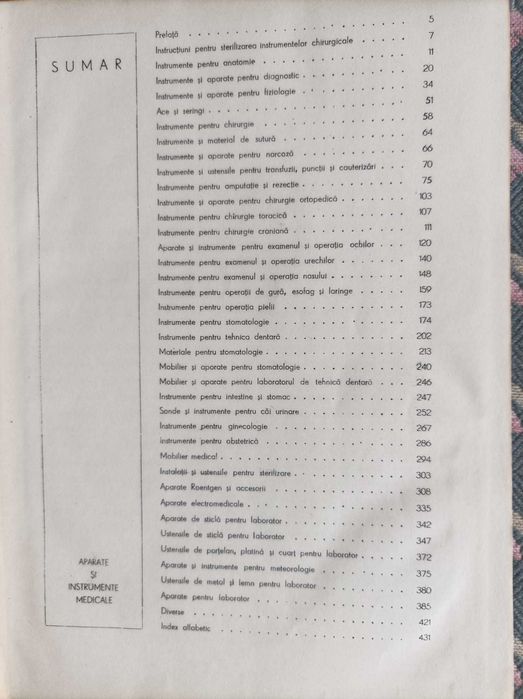 SUMAR
Prefață . . . . . . . . . . . . . . . . 5
Instrucțiuni pentru sterilizarea instrumentelor chirurgicale . . . . . 7
Instrumente pentru anatomie . . . . . . . . . . . 11
Instrumente și aparate pentru diagnostic . . . . . . . . 20
Instrumente și aparate pentru fiziologie . . . . . . . . 34
Ace și seringi . . . . . . . . . . . . . . . 51
Instrumente pentru chirurgie . . . . . . . . . . . 58
Instrumente și material de sutură . . . . . . . . . 64
Instrumente și aparate pentru narcoză . . . . . . . . 66
Instrumente și ustensile pentru transfuzii, puncții și cauterizări . . . 70
Instrumente pentru amputație și rezecție . . . . . . . . 75
Instrumente și aparate pentru chirurgie ortopedică . . . . . . 103
Instrumente pentru chirurgie toracică . . . . . . . . . 107
Instrumente pentru chirurgie craniană . . . . . . . . . 111
Aparate și instrumente pentru examenul și operația ochilor . . . 120
Instrumente pentru examenul și operația urechilor . . . . . . 140
Instrumente pentru examenul și operația nasului . . . . . . . 148
Instrumente pentru operații de gură, esofag și laringe . . . . . 159
Instrumente pentru operația pielii . . . . . . . . . . 173
Instrumente pentru stomatologie . . . . . . . . . . 174
Instrumente pentru tehnica dentară . . . . . . . . . . 202
Materiale pentru stomatologie . . . . . . . . . . . 213
Mobilier și aparate pentru stomatologie . . . . . . . . 240
Mobilier și aparate pentru laboratorul de tehnică dentară . . . 246
Instrumente pentru intestine și stomac . . . . . . . . . 247
Sonde și instrumente pentru căi urinare . . . . . . . . 252
Instrumente pentru ginecologie . . . . . . . . . . . 267
Instrumente pentru obstetrică . . . . . . . . . . . 286
Mobilier medical . . . . . . . . . . . . . . 294
Instalații și ustensile pentru sterilizare . . . . . . . . . 303
Aparate Roentgen și accesorii . . . . . . . . . . . 308
Aparate electromedicale . . . . . . . . . . . . . 335
Aparate de sticlă pentru laborator . . . . . . . . . . 342
Ustensile de sticlă pentru laborator . . . . . . . . . 347
Ustensile de porțelan, platină și cuarț pentru laborator . . . . . 372
Aparate și instrumente pentru meteorologie . . . . . . . 375
Ustensile de metal și lemn pentru laborator . . . . . . . 380
Aparate pentru laborator . . . . . . . . . . . . 385
Diverse . . . . . . . . . . . . . . . . 421
Index alfabetic . . . . . . . . . . . . . . 431
APARATE
ȘI
INSTRUMENTE
MEDICALE